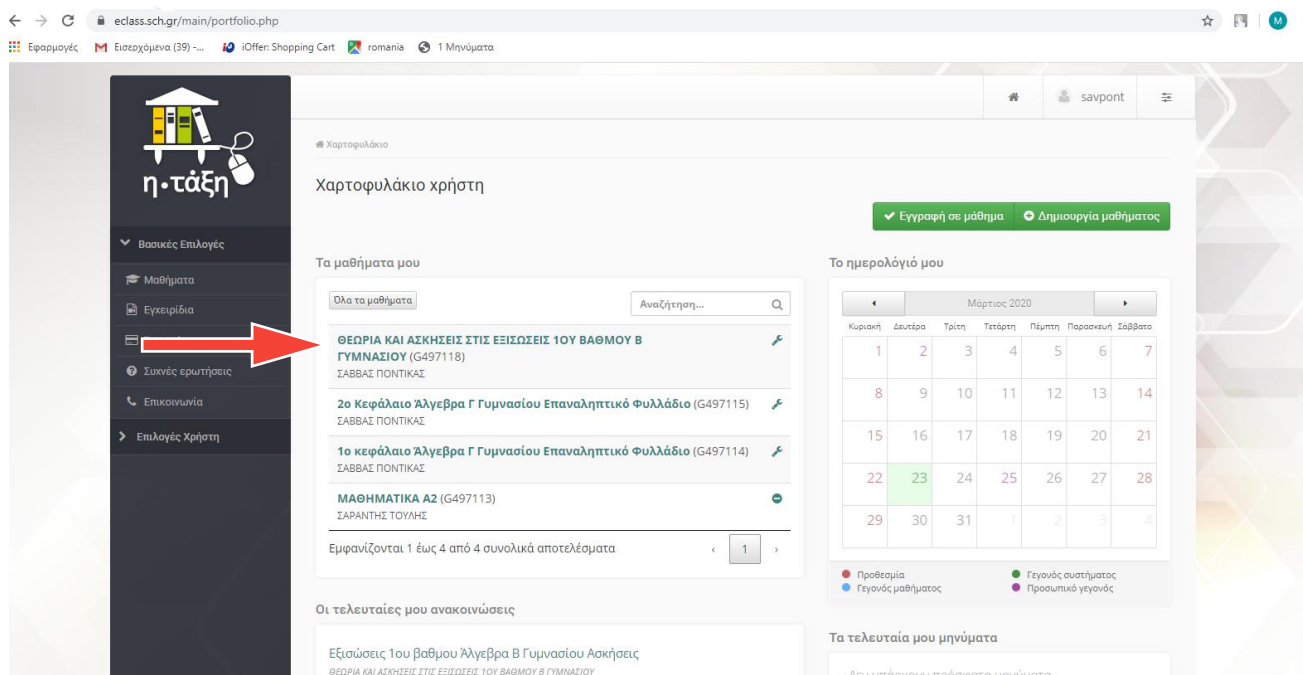 eclass.sch.gr/main/portfolio.php
M
Εφαρμογές
Εισερχόμενα (39) -...
iOffer: Shopping Cart
romania
1 Μηνύματα
η•τάξη
savpont
Χαρτοφυλάκιο
Χαρτοφυλάκιο χρήστη
Εγγραφή σε μάθημα
Δημιουργία μαθήματος
Βασικές Επιλογές
Μαθήματα
Εγχειρίδια
Συχνές ερωτήσεις
Επικοινωνία
Επιλογές Χρήστη
Τα μαθήματα μου
Όλα τα μαθήματα
Αναζήτηση...
ΘΕΩΡΙΑ ΚΑΙ ΑΣΚΗΣΕΙΣ ΣΤΙΣ ΕΞΙΣΩΣΕΙΣ 1ΟΥ ΒΑΘΜΟΥ Β
ΓΥΜΝΑΣΙΟΥ (G497118)
ΣΑΒΒΑΣ ΠΟΝΤΙΚΑΣ
2ο Κεφάλαιο Άλγεβρα Γ Γυμνασίου Επαναληπτικό Φυλλάδιο (G497115)
ΣΑΒΒΑΣ ΠΟΝΤΙΚΑΣ
1ο κεφάλαιο Άλγεβρα Γ Γυμνασίου Επαναληπτικό Φυλλάδιο (G497114)
ΣΑΒΒΑΣ ΠΟΝΤΙΚΑΣ
ΜΑΘΗΜΑΤΙΚΑ Α2 (G497113)
ΣΑΡΑΝΤΗΣ ΤΟΥΛΗΣ
Εμφανίζονται 1 έως 4 από 4 συνολικά αποτελέσματα
‹ 1 ›
Οι τελευταίες μου ανακοινώσεις
Εξισώσεις 1ου βαθμου Άλγεβρα Β Γυμνασίου Ασκήσεις
ΘΕΩΡΙΑ ΚΑΙ ΑΣΚΗΣΕΙΣ ΣΤΙΣ ΕΞΙΣΩΣΕΙΣ 1ΟΥ ΒΑΘΜΟΥ Β ΓΥΜΝΑΣΙΟΥ
Το ημερολόγιό μου
Μάρτιος 2020
Κυριακή Δευτέρα Τρίτη Τετάρτη Πέμπτη Παρασκευή Σάββατο
1 2 3 4 5 6 7
8 9 10 11 12 13 14
15 16 17 18 19 20 21
22 23 24 25 26 27 28
29 30 31 1 2 3 4
Προθεσμία
Γεγονός συστήματος
Γεγονός μαθήματος
Προσωπικό γεγονός
Τα τελευταία μου μηνύματα
Δεν υπάρχουν πρόσφατα μηνύματα